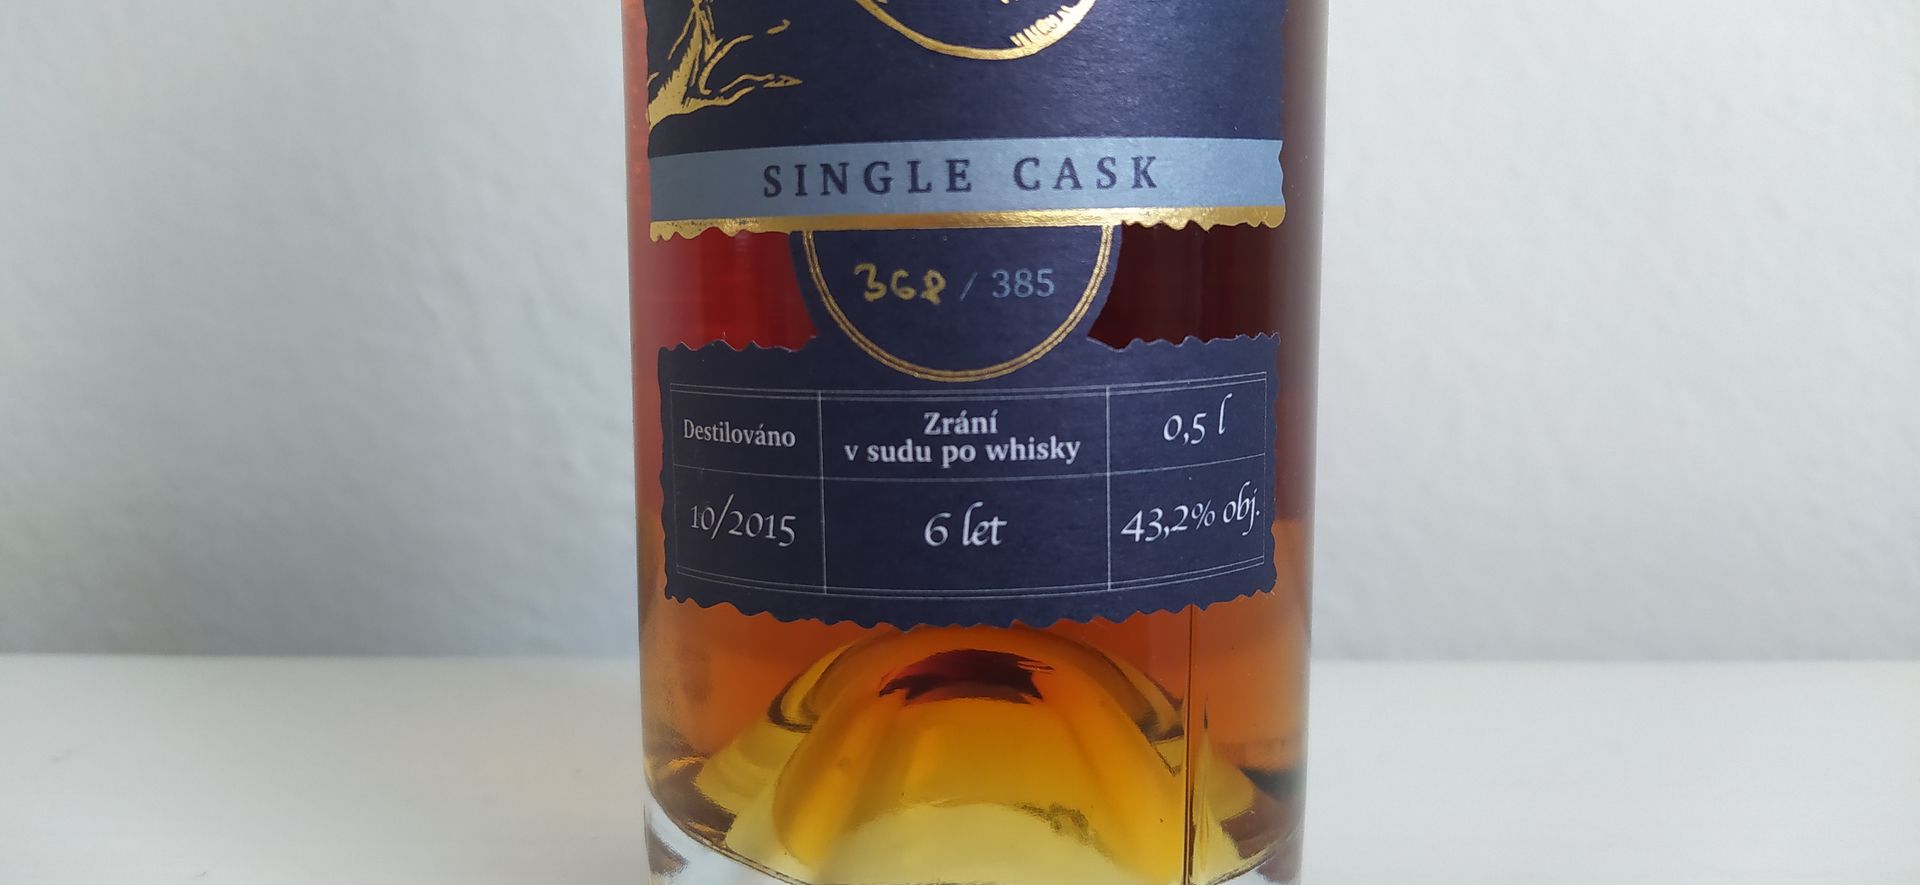 SINGLE CASK
368 / 385
Destilováno
Zrání
v sudu po whisky
0,5 l
10/2015
6 let
43,2% obj.